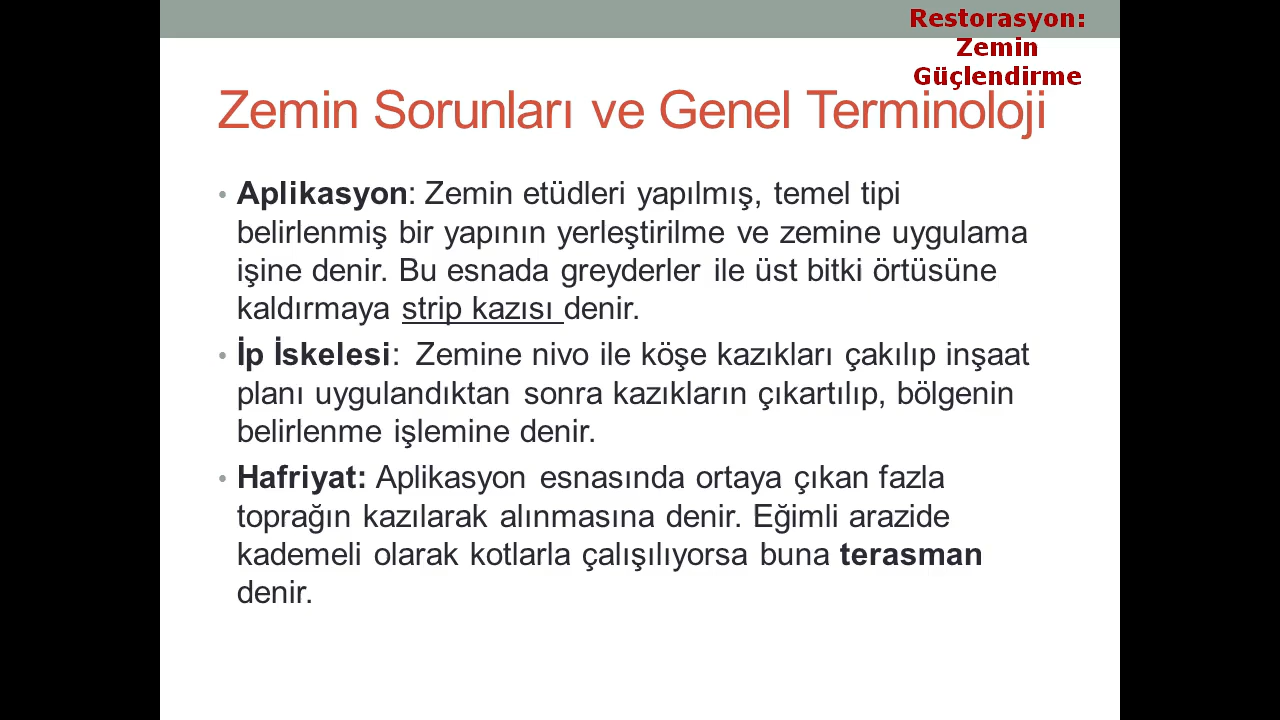 Restorasyon:
Zemin
Güçlendirme
Zemin Sorunları ve Genel Terminoloji
• Aplikasyon: Zemin etüdleri yapılmış, temel tipi
belirlenmiş bir yapının yerleştirilme ve zemine uygulama
işine denir. Bu esnada greyderler ile üst bitki örtüsüne
kaldırmaya strip kazısı denir.
• İp İskelesi: Zemine nivo ile köşe kazıkları çakılıp inşaat
planı uygulandıktan sonra kazıkların çıkartılıp, bölgenin
belirlenme işlemine denir.
• Hafriyat: Aplikasyon esnasında ortaya çıkan fazla
toprağın kazılarak alınmasına denir. Eğimli arazide
kademeli olarak kotlarla çalışılıyorsa buna terasman
denir.